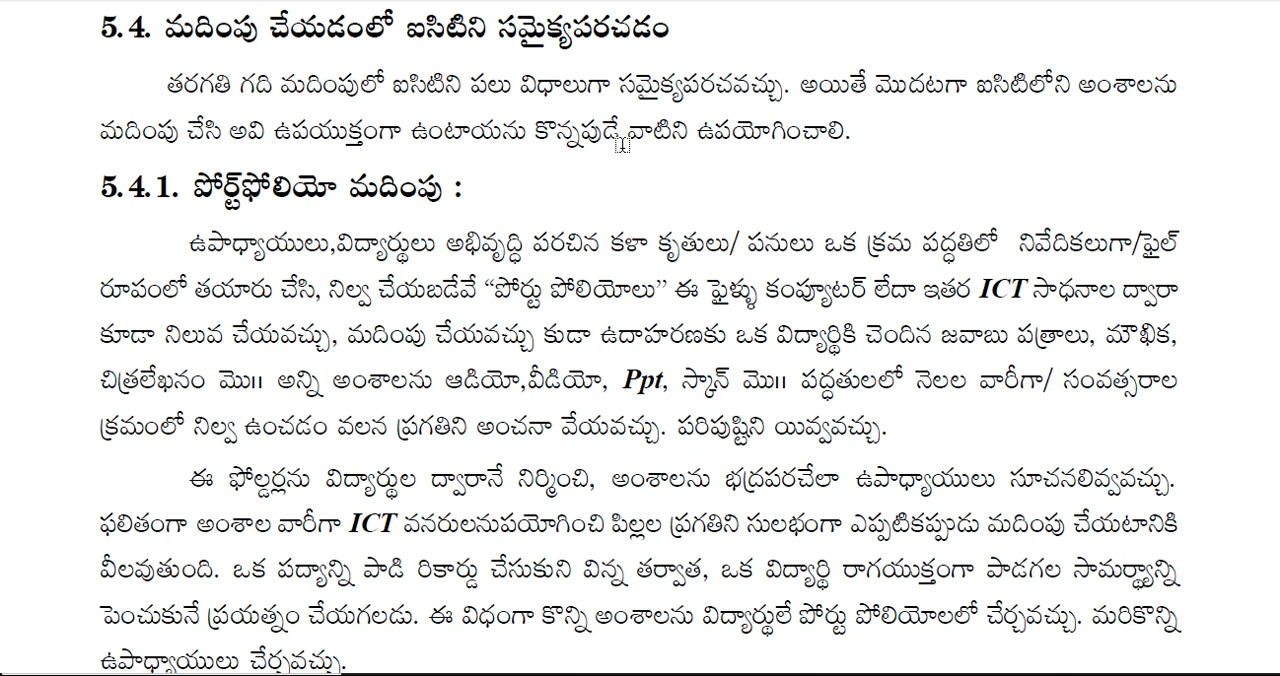 5.4. మదింపు చేయడంలో ఐసిటిని సమైక్యపరచడం
తరగతి గది మదింపులో ఐసిటిని పలు విధాలుగా సమైక్యపరచవచ్చు. అయితే మొదటగా ఐసిటిలోని అంశాలను
మదింపు చేసి అవి ఉపయుక్తంగా ఉంటాయను కొన్నపుడే వాటిని ఉపయోగించాలి.
5.4.1. పోర్ట్‌ఫోలియో మదింపు :
ఉపాధ్యాయులు,విద్యార్థులు అభివృద్ధి పరచిన కళా కృతులు/ పనులు ఒక క్రమ పద్ధతిలో నివేదికలుగా/ఫైల్
రూపంలో తయారు చేసి, నిల్వ చేయబడేవే “పోర్టు పోలియోలు” ఈ ఫైళ్ళు కంప్యూటర్ లేదా ఇతర ICT సాధనాల ద్వారా
కూడా నిలువ చేయవచ్చు, మదింపు చేయవచ్చు కుడా ఉదాహరణకు ఒక విద్యార్థికి చెందిన జవాబు పత్రాలు, మౌఖిక,
చిత్రలేఖనం మొ॥ అన్ని అంశాలను ఆడియో,వీడియో, Ppt, స్కాన్ మొ॥ పద్ధతులలో నెలల వారీగా/ సంవత్సరాల
క్రమంలో నిల్వ ఉంచడం వలన ప్రగతిని అంచనా వేయవచ్చు. పరిపుష్టిని యివ్వవచ్చు.
ఈ ఫోల్డర్లను విద్యార్థుల ద్వారానే నిర్మించి, అంశాలను భద్రపరచేలా ఉపాధ్యాయులు సూచనలివ్వవచ్చు.
ఫలితంగా అంశాల వారీగా ICT వనరులనుపయోగించి పిల్లల ప్రగతిని సులభంగా ఎప్పటికప్పుడు మదింపు చేయటానికి
వీలవుతుంది. ఒక పద్యాన్ని పాడి రికార్డు చేసుకుని విన్న తర్వాత, ఒక విద్యార్థి రాగయుక్తంగా పాడగల సామర్థ్యాన్ని
పెంచుకునే ప్రయత్నం చేయగలడు. ఈ విధంగా కొన్ని అంశాలను విద్యార్థులే పోర్టు పోలియోలలో చేర్చవచ్చు. మరికొన్ని
ఉపాధ్యాయులు చేర్చవచ్చు.